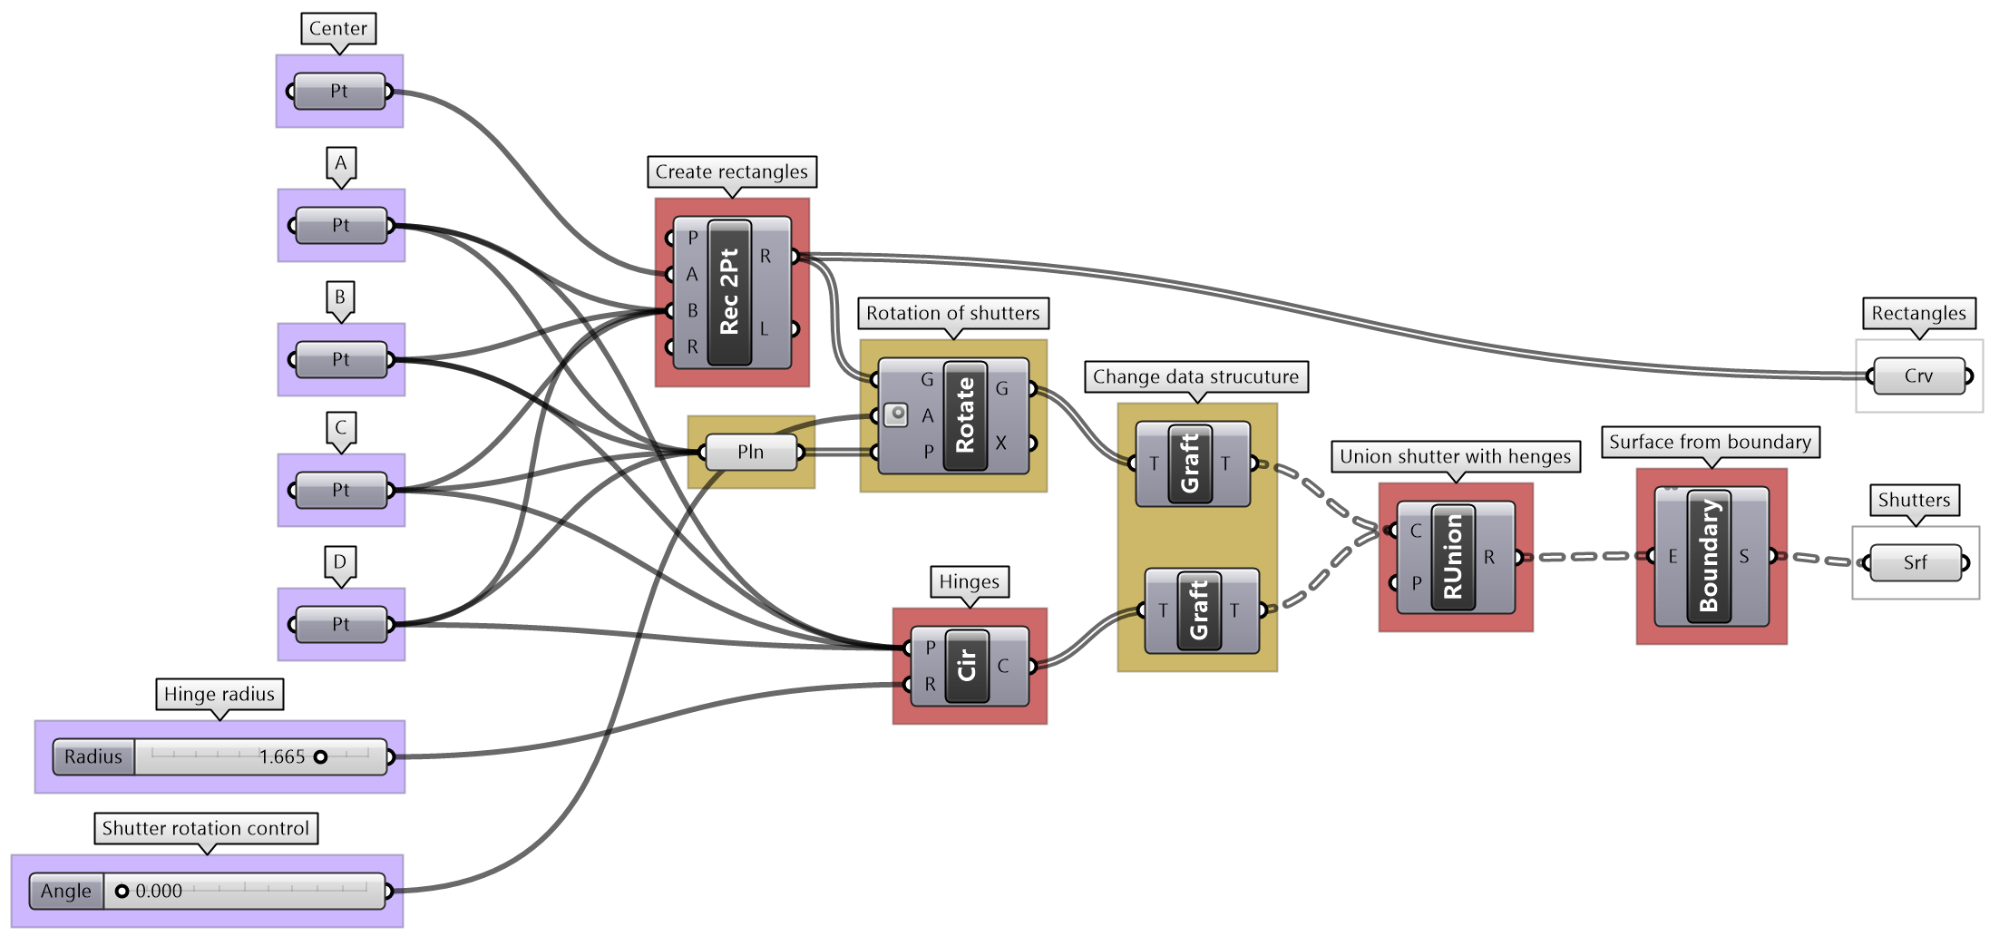 Center
Pt
A
Pt
B
Pt
C
Pt
D
Pt
Hinge radius
Radius 1.665
Shutter rotation control
Angle 0.000
Create rectangles
P
A
B
R
Rec 2Pt
R
L
Pln
Rotation of shutters
G
A
P
Rotate
G
X
Hinges
P
R
Cir
C
Change data strucuture
T Graft T
T Graft T
Union shutter with henges
C
P
RUnion
R
Surface from boundary
E Boundary S
Rectangles
Crv
Shutters
Srf